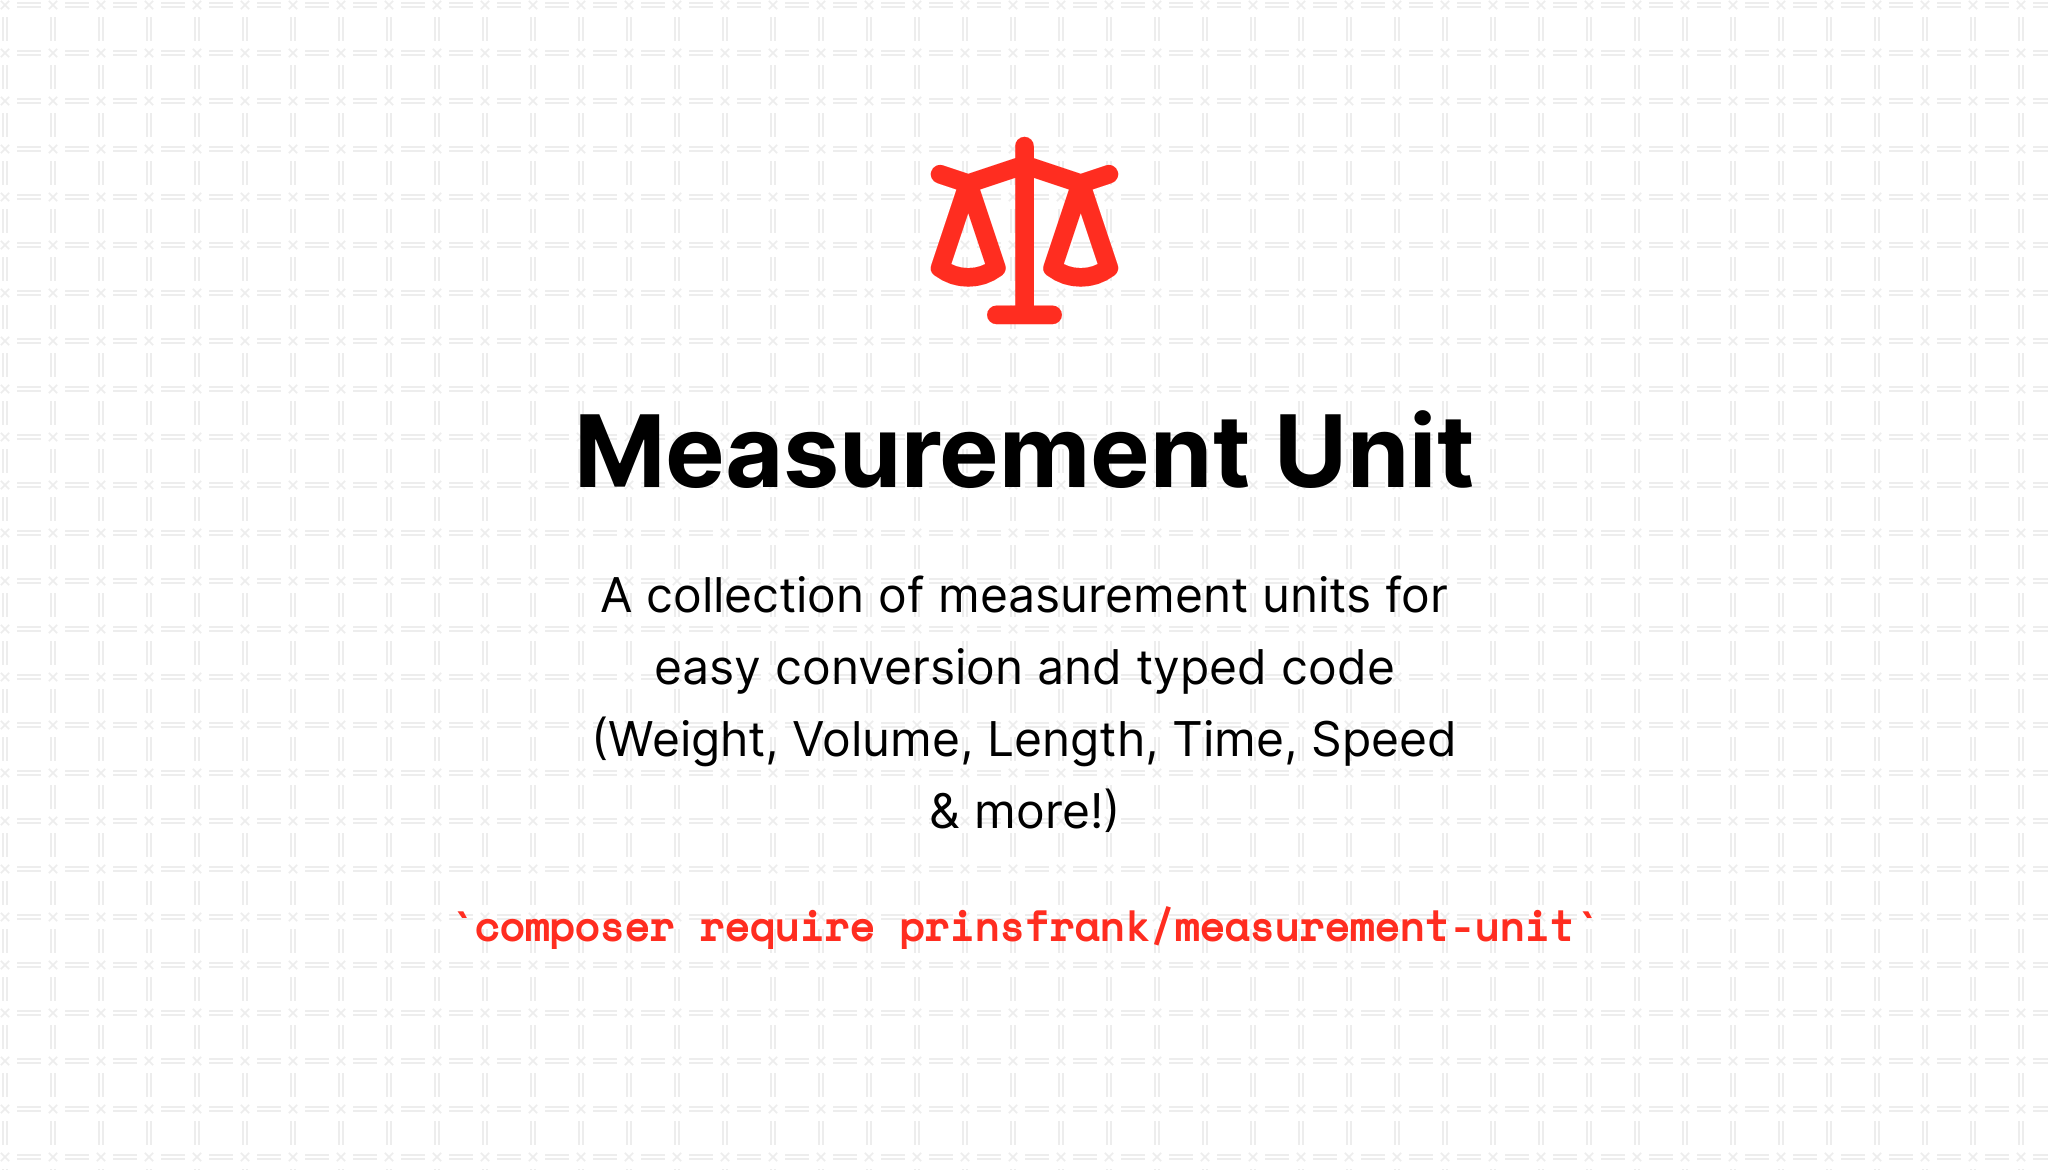 Measurement Unit
A collection of measurement units for
easy conversion and typed code
(Weight, Volume, Length, Time, Speed
& more!)
`composer require prinsfrank/measurement-unit`